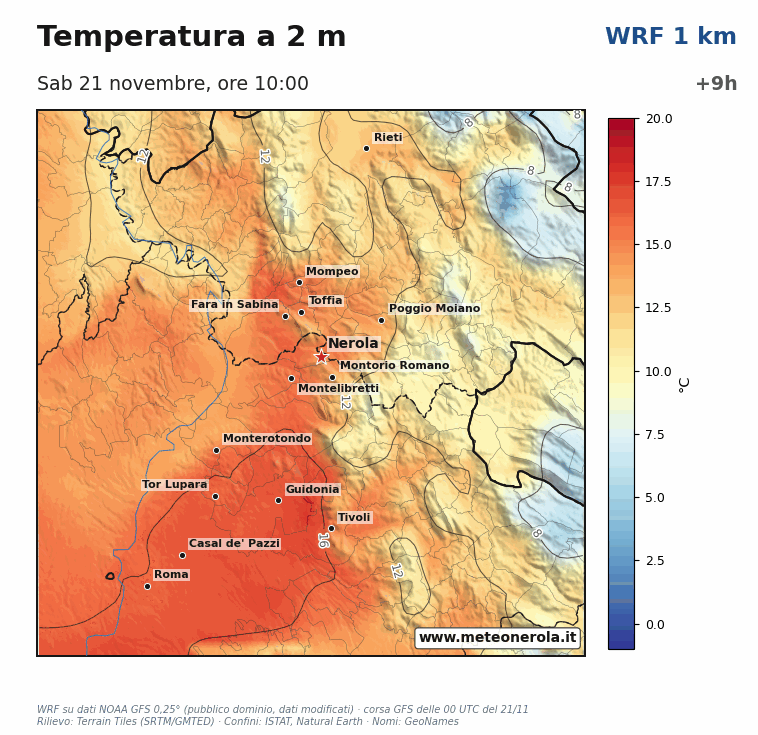 Temperatura a 2 m
WRF 1 km
Sab 21 novembre, ore 10:00
+9h
8
8
12
12
Rieti
8
8
Mompeo
Fara in Sabina
Toffia
Poggio Moiano
Nerola
Montorio Romano
Montelibretti
12
Monterotondo
Tor Lupara
Guidonia
Tivoli
16
8
Casal de' Pazzi
12
Roma
www.meteonerola.it
20.0
17.5
15.0
12.5
10.0
7.5
5.0
2.5
0.0
°C
WRF su dati NOAA GFS 0,25° (pubblico dominio, dati modificati) · corsa GFS delle 00 UTC del 21/11
Rilievo: Terrain Tiles (SRTM/GMTED) · Confini: ISTAT, Natural Earth · Nomi: GeoNames